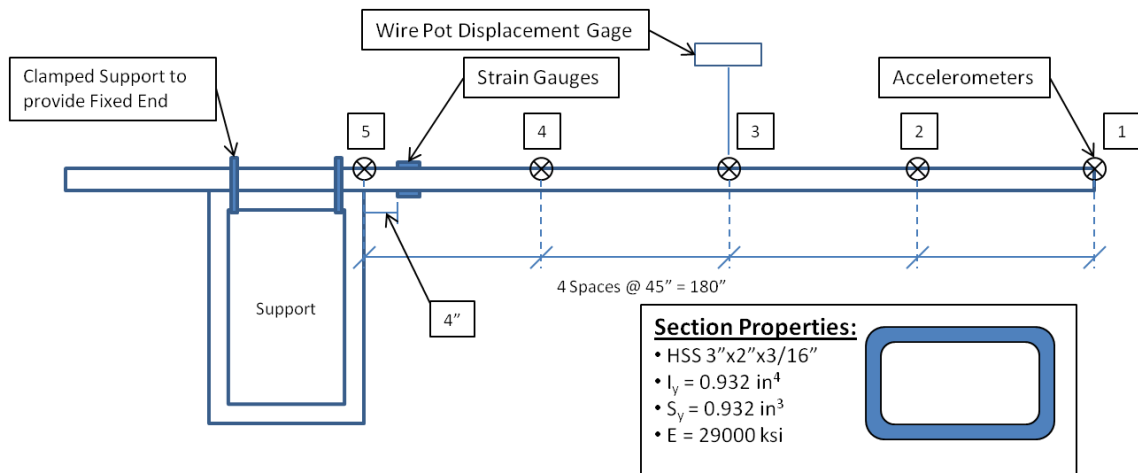 Wire Pot Displacement Gage
Clamped Support to
provide Fixed End
Strain Gauges
Accelerometers
5
4
3
2
1
4 Spaces @ 45” = 180”
Support
4”
Section Properties:
• HSS 3”x2”x3/16”
• Iy = 0.932 in⁴
• Sy = 0.932 in³
• E = 29000 ksi